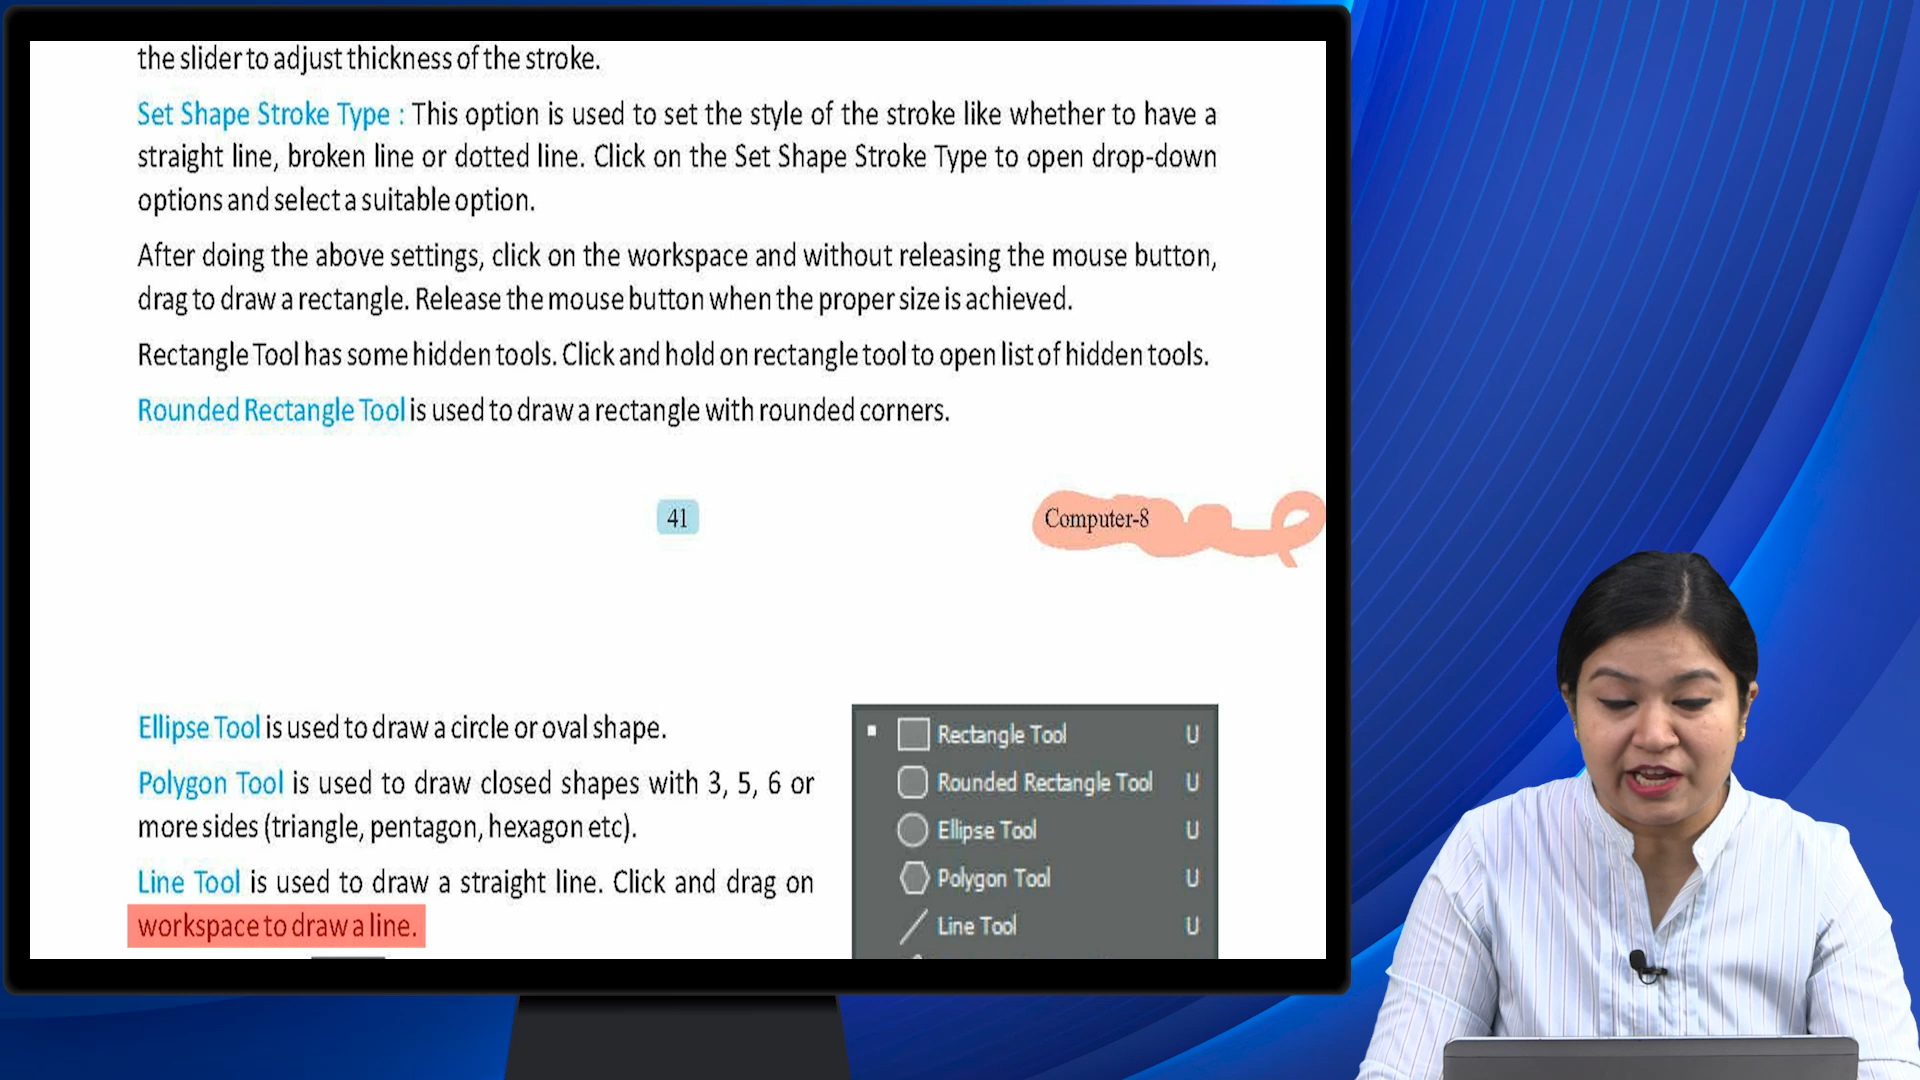 the slider to adjust thickness of the stroke.
Set Shape Stroke Type : This option is used to set the style of the stroke like whether to have a
straight line, broken line or dotted line. Click on the Set Shape Stroke Type to open drop-down
options and select a suitable option.
After doing the above settings, click on the workspace and without releasing the mouse button,
drag to draw a rectangle. Release the mouse button when the proper size is achieved.
Rectangle Tool has some hidden tools. Click and hold on rectangle tool to open list of hidden tools.
Rounded Rectangle Tool is used to draw a rectangle with rounded corners.
41
Computer-8
Ellipse Tool is used to draw a circle or oval shape.
Polygon Tool is used to draw closed shapes with 3, 5, 6 or
more sides (triangle, pentagon, hexagon etc).
Line Tool is used to draw a straight line. Click and drag on
workspace to draw a line.
Rectangle Tool U
Rounded Rectangle Tool U
Ellipse Tool U
Polygon Tool U
Line Tool U